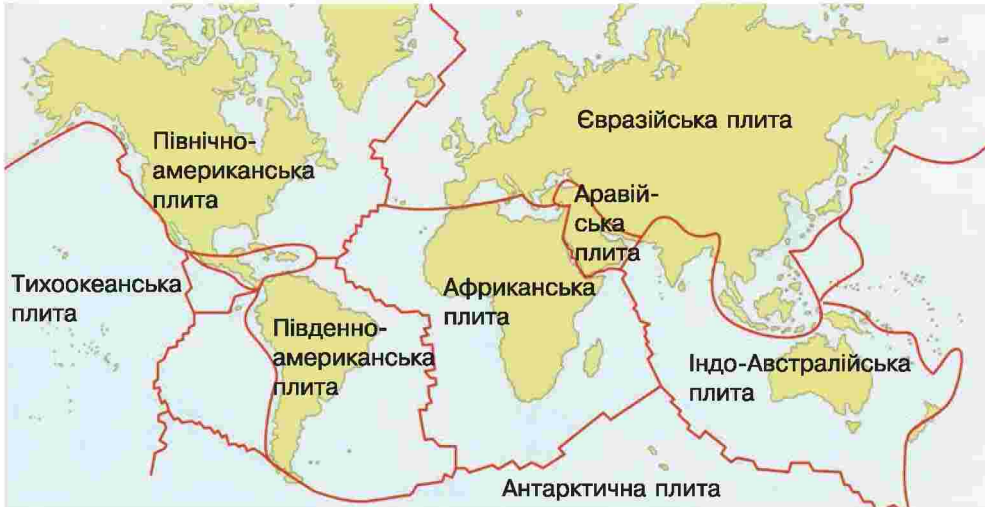 Північно-
американська
плита
Євразійська плита
Аравій-
ська
плита
Тихоокеанська
плита
Африканська
плита
Південно-
американська
плита
Індо-Австралійська
плита
Антарктична плита